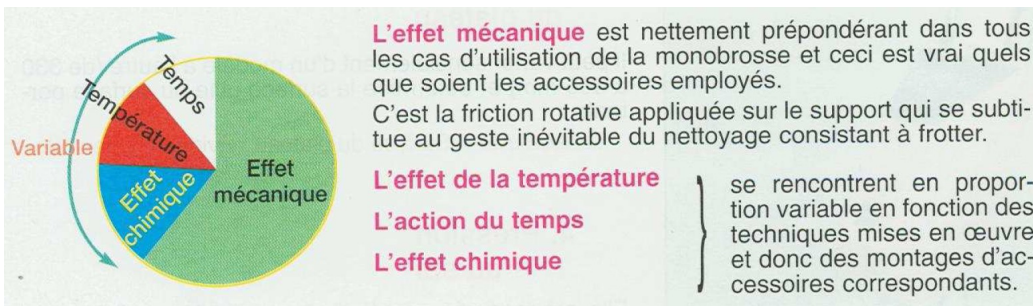 Temps
Température
Variable
Effet
chimique
Effet
mécanique
L'effet mécanique est nettement prépondérant dans tous
les cas d'utilisation de la monobrosse et ceci est vrai quels
que soient les accessoires employés.
C'est la friction rotative appliquée sur le support qui se subti-
tue au geste inévitable du nettoyage consistant à frotter.
L'effet de la température
L'action du temps
L'effet chimique
se rencontrent en propor-
tion variable en fonction des
techniques mises en œuvre
et donc des montages d'ac-
cessoires correspondants.